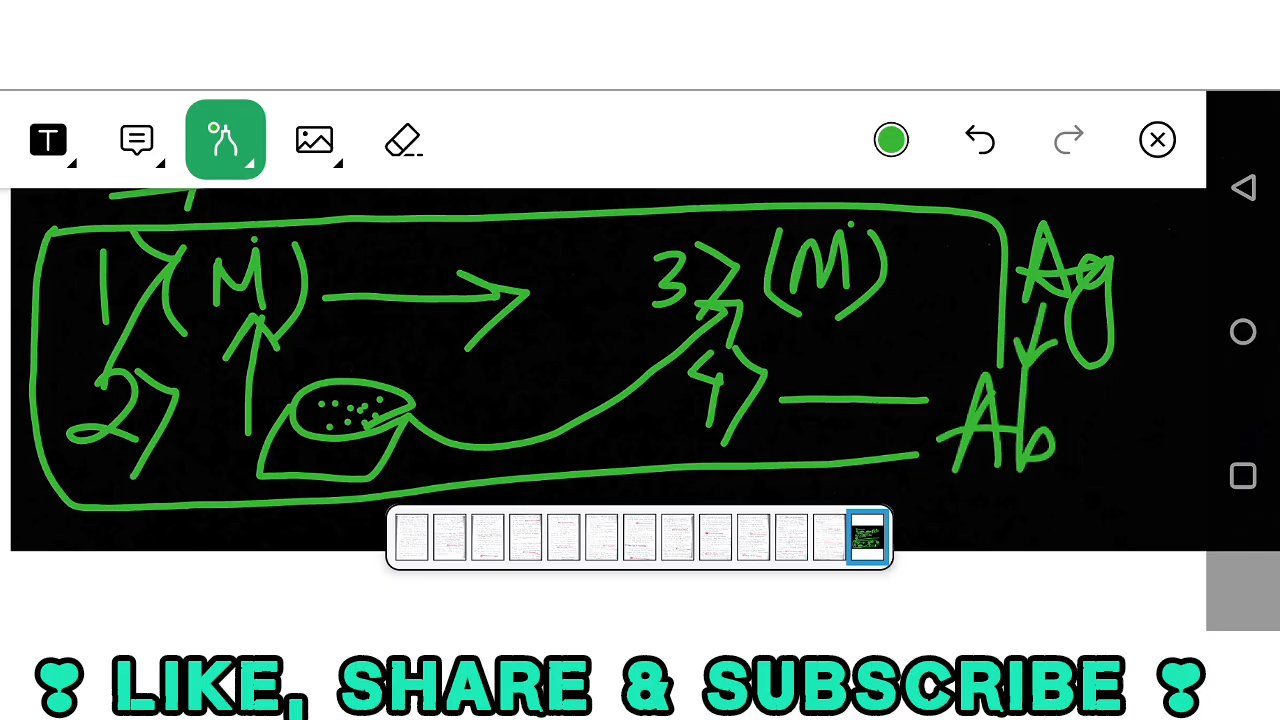 T
1) (M) → 3) (M) Ag
2) 4) — Ab
❣ LIKE, SHARE & SUBSCRIBE ❣